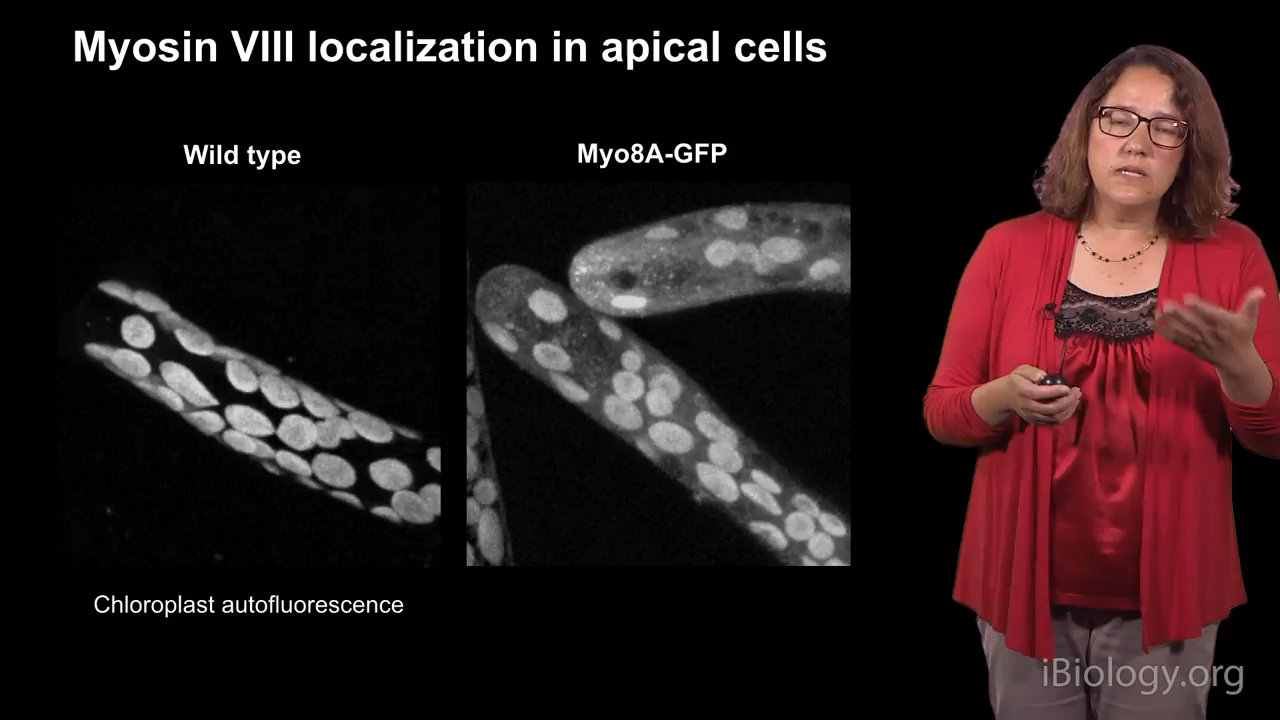 Myosin VIII localization in apical cells
Wild type
Myo8A-GFP
Chloroplast autofluorescence
iBiology.org